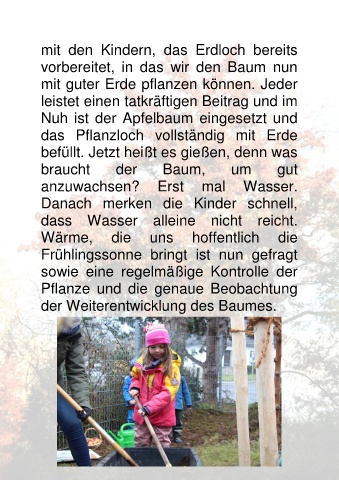 mit den Kindern, das Erdloch bereits
vorbereitet, in das wir den Baum nun
mit guter Erde pflanzen können. Jeder
leistet einen tatkräftigen Beitrag und im
Nuh ist der Apfelbaum eingesetzt und
das Pflanzloch vollständig mit Erde
befüllt. Jetzt heißt es gießen, denn was
braucht der Baum, um gut
anzuwachsen? Erst mal Wasser.
Danach merken die Kinder schnell,
dass Wasser alleine nicht reicht.
Wärme, die uns hoffentlich die
Frühlingssonne bringt ist nun gefragt
sowie eine regelmäßige Kontrolle der
Pflanze und die genaue Beobachtung
der Weiterentwicklung des Baumes.